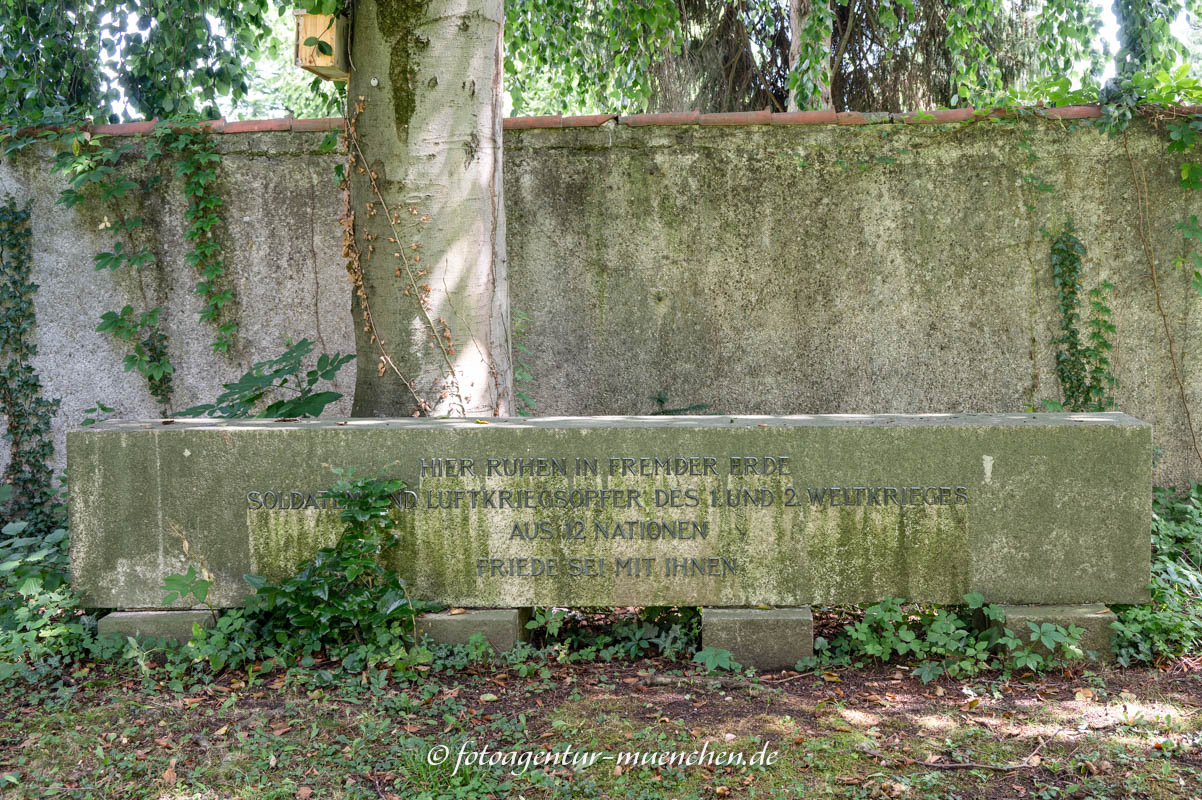 HIER RUHEN IN FREMDER ERDE
SOLDATEN UND LUFTKRIEGSOPFER DES 1. UND 2. WELTKRIEGES
AUS 12 NATIONEN
FRIEDE SEI MIT IHNEN
© fotoagentur-muenchen.de